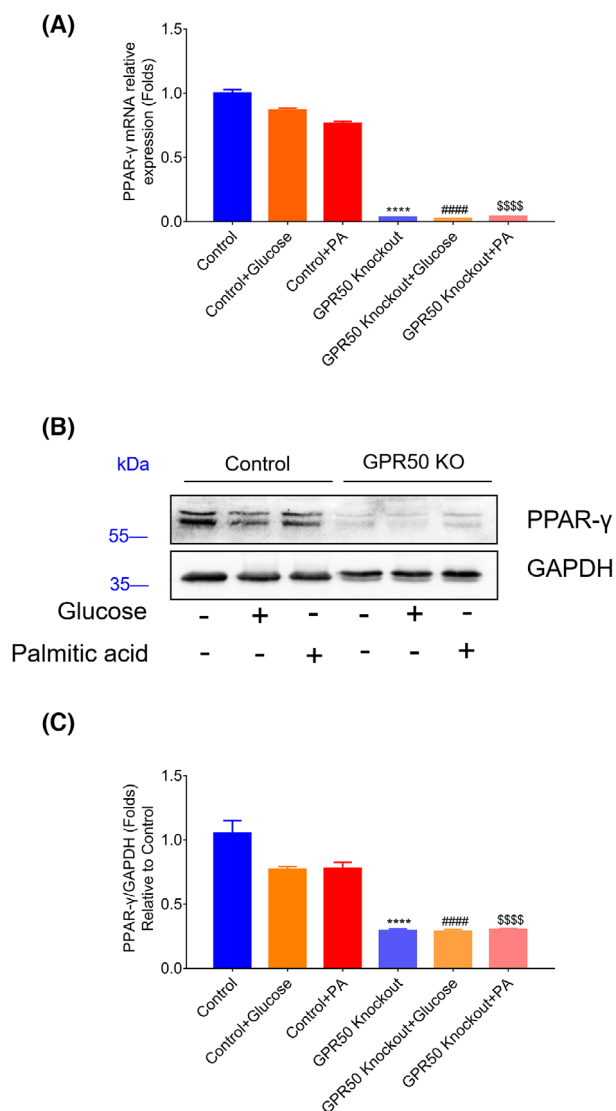 (A)
PPAR-γ mRNA relative
expression (Folds)
1.5
1.0
0.5
0.0
**** #### $$$$
Control
Control+Glucose
Control+PA
GPR50 Knockout
GPR50 Knockout+Glucose
GPR50 Knockout+PA
(B)
kDa Control GPR50 KO
55— PPAR-γ
35— GAPDH
Glucose - + - - + -
Palmitic acid - - + - - +
(C)
PPAR-γ/GAPDH (Folds)
Relative to Control
1.5
1.0
0.5
0.0
**** #### $$$$
Control
Control+Glucose
Control+PA
GPR50 Knockout
GPR50 Knockout+Glucose
GPR50 Knockout+PA